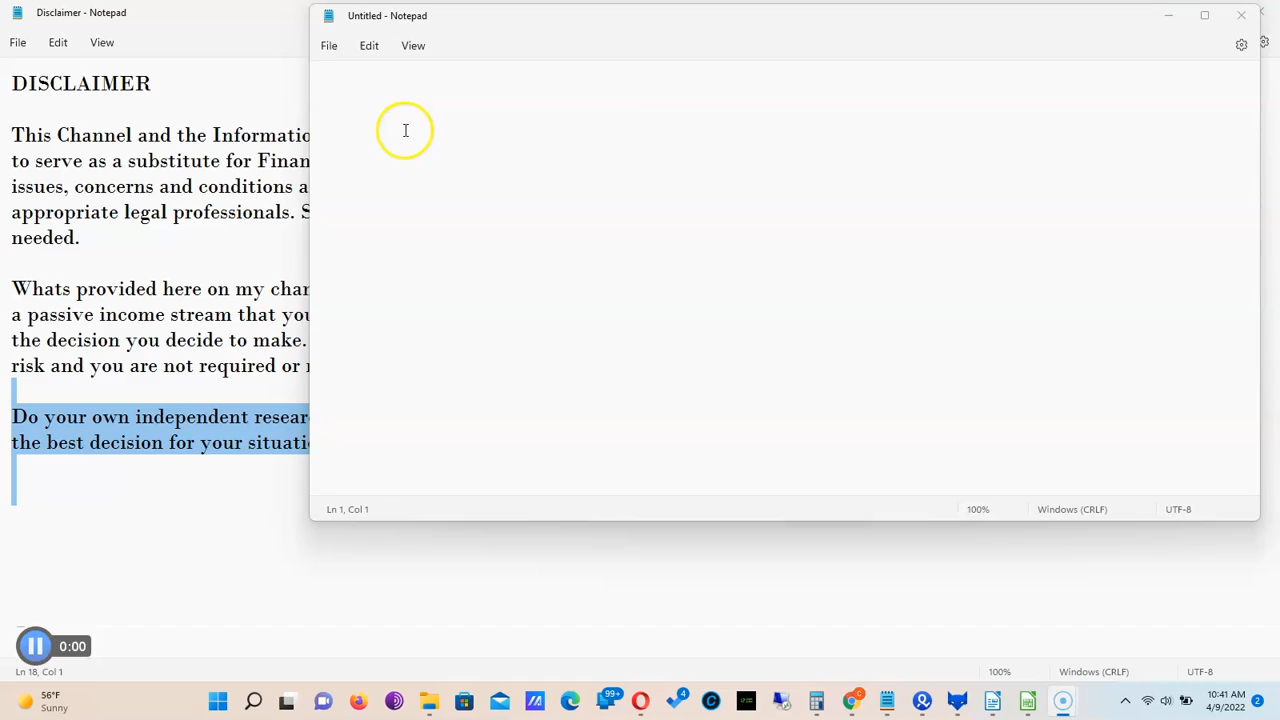 Disclaimer - Notepad
File Edit View
DISCLAIMER
This Channel and the Informatio
to serve as a substitute for Finan
issues, concerns and conditions a
appropriate legal professionals. S
needed.
Whats provided here on my chan
a passive income stream that you
the decision you decide to make.
risk and you are not required or
Do your own independent resear
the best decision for your situati
Untitled - Notepad
File Edit View
Ln 1, Col 1 100% Windows (CRLF) UTF-8
0:00
Ln 18, Col 1 100% Windows (CRLF) UTF-8
56°F
Sunny
99+
4
10:41 AM
4/9/2022
2